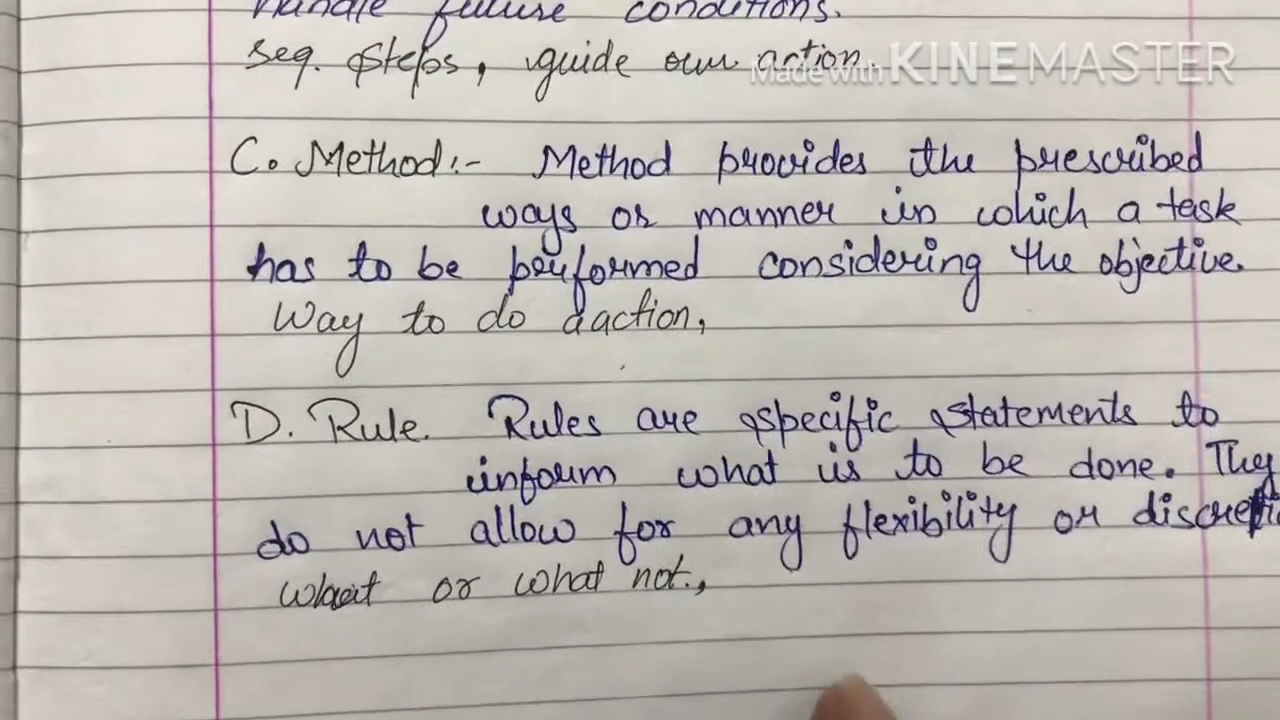 handle future conditions.
seq. steps, guide our action.
Made with KINEMASTER
C. Method:- Method provides the prescribed
ways or manner in which a task
has to be performed considering the objective.
Way to do a action,
D. Rule. Rules are specific statements to
inform what is to be done. They
do not allow for any flexibility or discreti
what or what not.,